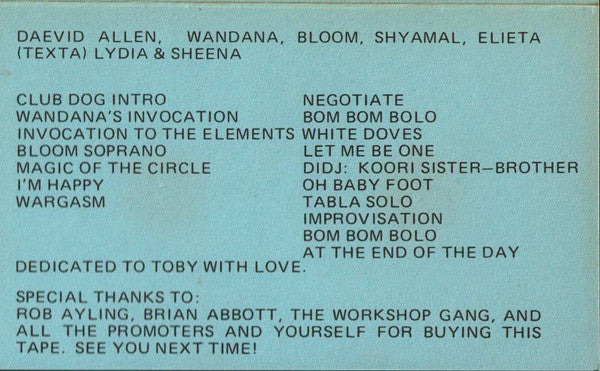 DAEVID ALLEN, WANDANA, BLOOM, SHYAMAL, ELIETA
(TEXTA) LYDIA & SHEENA
CLUB DOG INTRO
WANDANA'S INVOCATION
INVOCATION TO THE ELEMENTS
BLOOM SOPRANO
MAGIC OF THE CIRCLE
I'M HAPPY
WARGASM
NEGOTIATE
BOM BOM BOLO
WHITE DOVES
LET ME BE ONE
DIDJ: KOORI SISTER—BROTHER
OH BABY FOOT
TABLA SOLO
IMPROVISATION
BOM BOM BOLO
AT THE END OF THE DAY
DEDICATED TO TOBY WITH LOVE.
SPECIAL THANKS TO:
ROB AYLING, BRIAN ABBOTT, THE WORKSHOP GANG, AND
ALL THE PROMOTERS AND YOURSELF FOR BUYING THIS
TAPE. SEE YOU NEXT TIME!